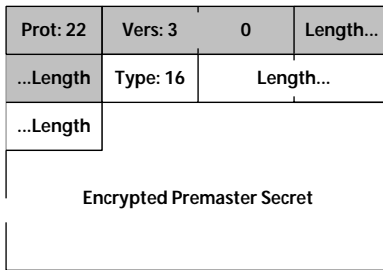 Prot: 22 Vers: 3 0 Length...
...Length Type: 16 Length...
...Length
Encrypted Premaster Secret